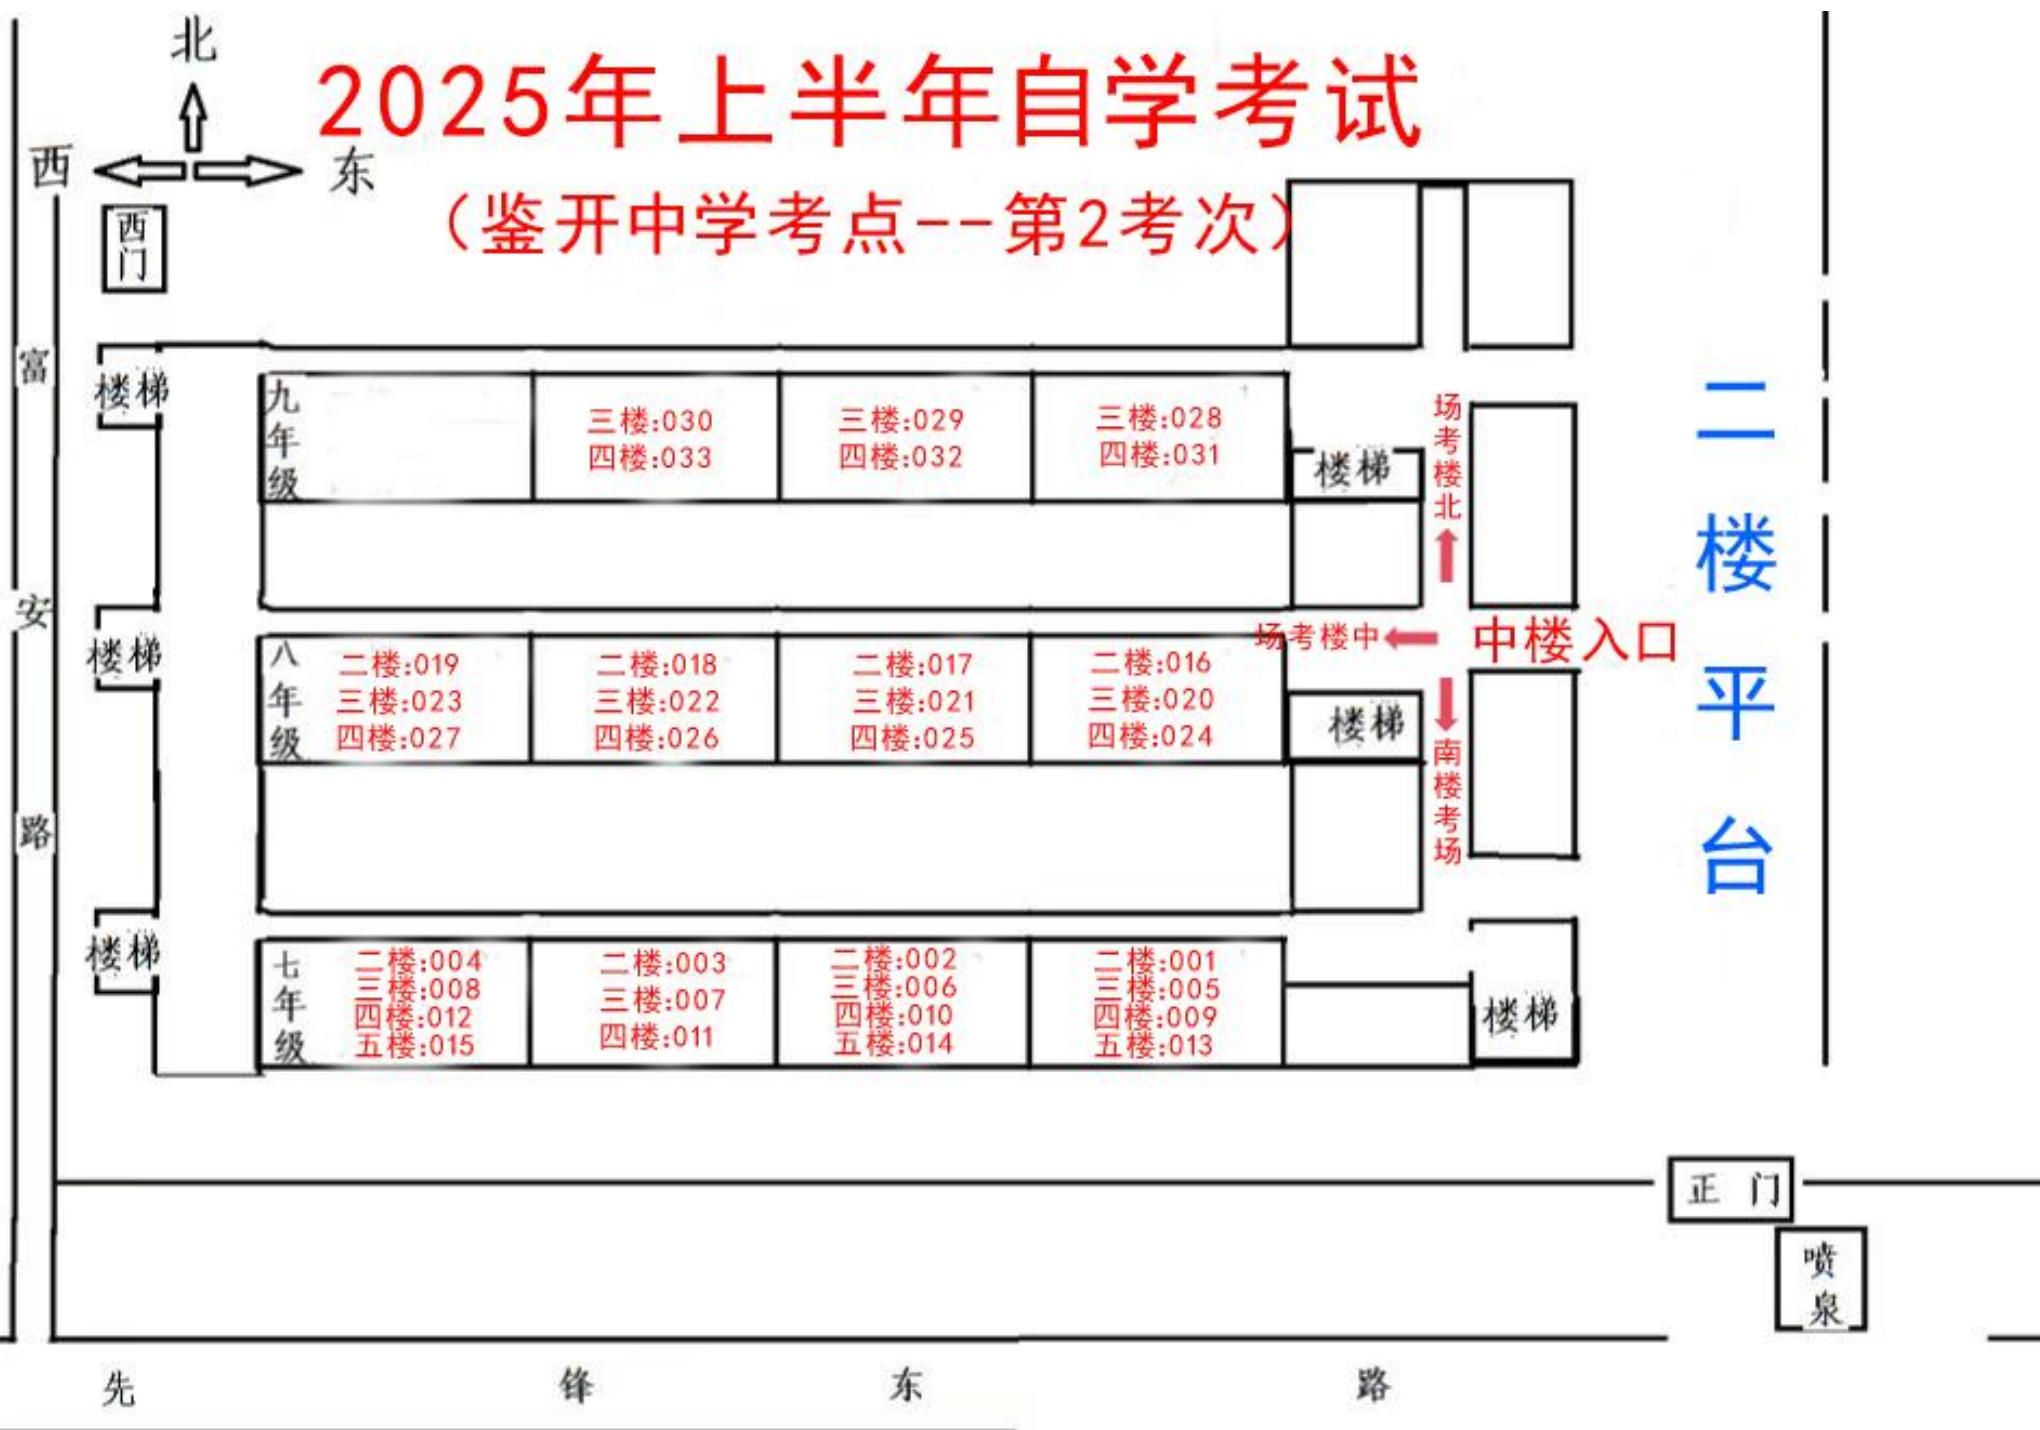 北
2025年上半年自学考试
西
东
（鉴开中学考点--第2考次）
西门
富安路
楼梯
九年级
三楼:030
四楼:033
三楼:029
四楼:032
三楼:028
四楼:031
楼梯
场考楼北
二楼平台
场考楼中
中楼入口
楼梯
八年级
二楼:019
三楼:023
四楼:027
二楼:018
三楼:022
四楼:026
二楼:017
三楼:021
四楼:025
二楼:016
三楼:020
四楼:024
楼梯
南楼考场
楼梯
七年级
二楼:004
三楼:008
四楼:012
五楼:015
二楼:003
三楼:007
四楼:011
二楼:002
三楼:006
四楼:010
五楼:014
二楼:001
三楼:005
四楼:009
五楼:013
楼梯
正门
喷泉
先锋东路